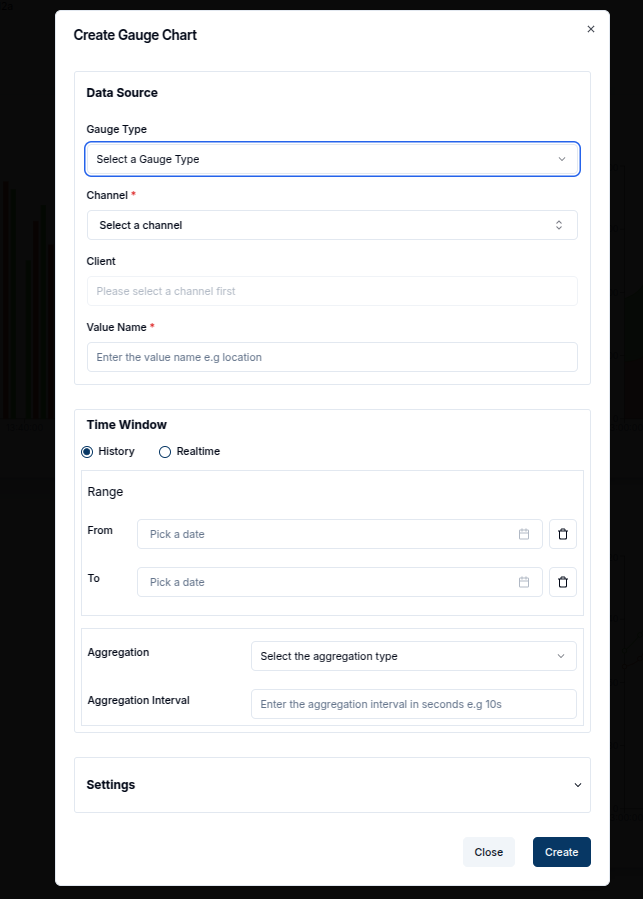 Create Gauge Chart
Data Source
Gauge Type
Select a Gauge Type
Channel *
Select a channel
Client
Please select a channel first
Value Name *
Enter the value name e.g location
Time Window
History Realtime
Range
From Pick a date
To Pick a date
Aggregation Select the aggregation type
Aggregation Interval Enter the aggregation interval in seconds e.g 10s
Settings
Close Create